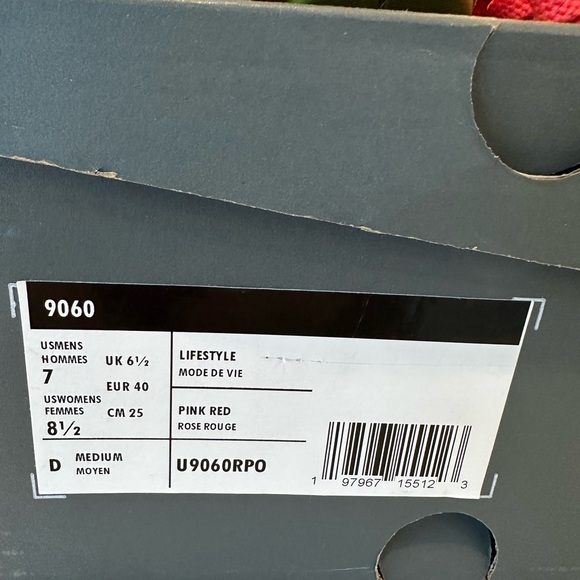 9060
USMENS
HOMMES
7
UK 6½
EUR 40
USWOMENS
FEMMES
8½
CM 25
LIFESTYLE
MODE DE VIE
PINK RED
ROSE ROUGE
D MEDIUM
MOYEN
U9060RPO
1 97967 15512 3